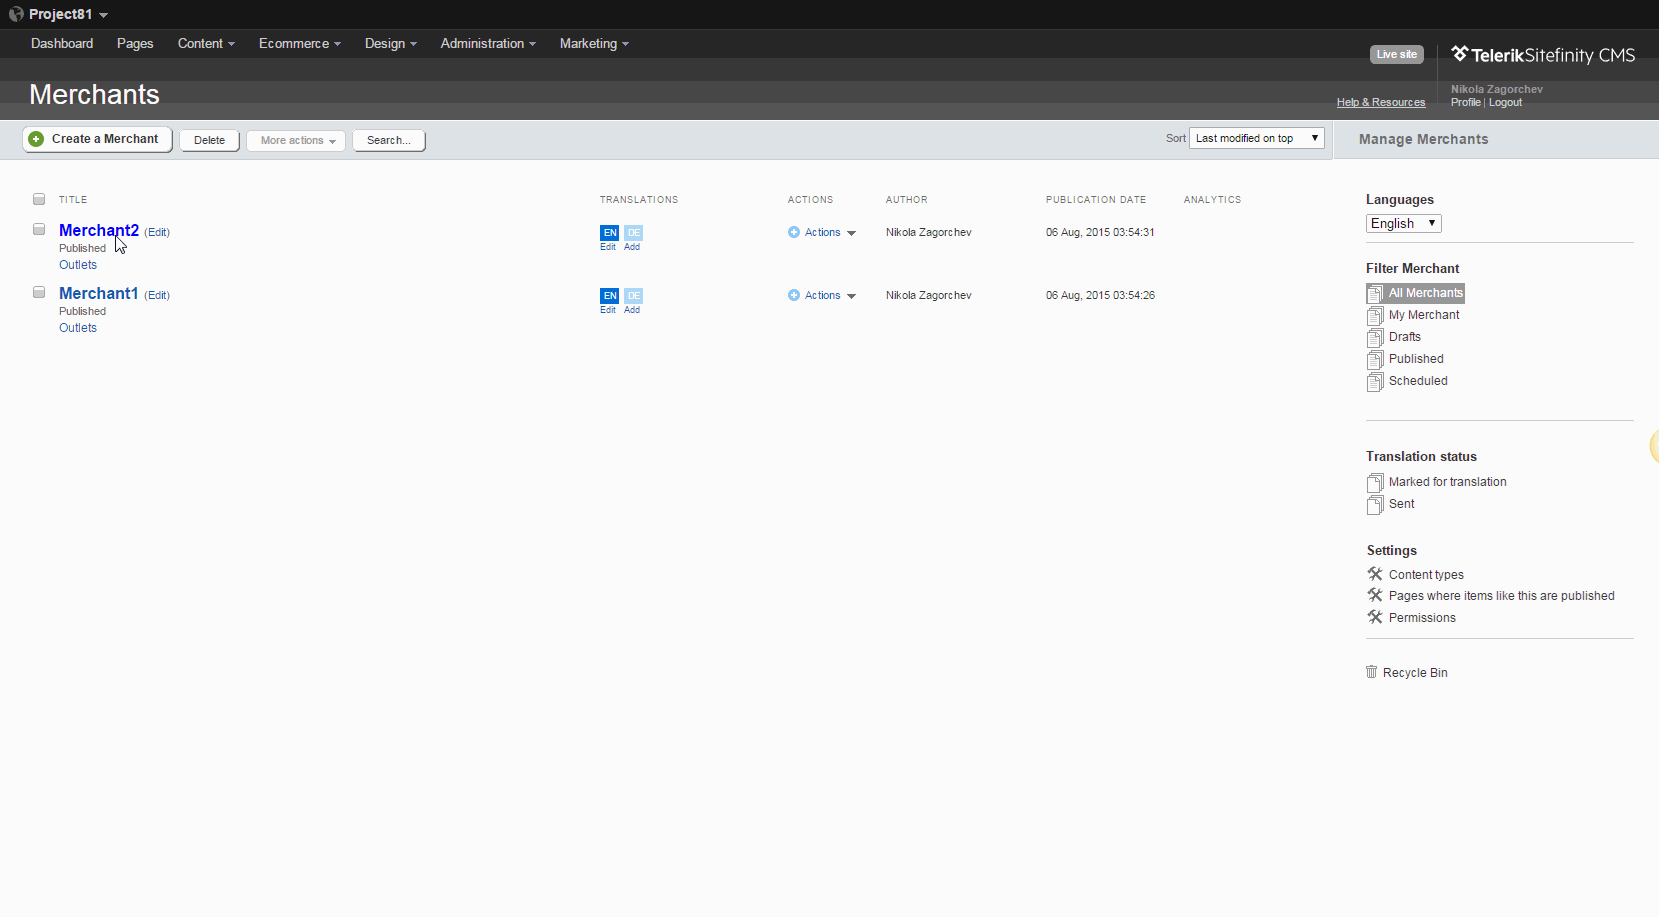 Project81
Dashboard Pages Content Ecommerce Design Administration Marketing
Live site
TelerikSitefinity CMS
Merchants
Nikola Zagorchev
Help & Resources
Profile | Logout
Create a Merchant Delete More actions Search...
Sort Last modified on top
Manage Merchants
TITLE TRANSLATIONS ACTIONS AUTHOR PUBLICATION DATE ANALYTICS
Merchant2 (Edit) EN DE Actions Nikola Zagorchev 06 Aug, 2015 03:54:31
Published Edit Add
Outlets
Merchant1 (Edit) EN DE Actions Nikola Zagorchev 06 Aug, 2015 03:54:26
Published Edit Add
Outlets
Languages
English
Filter Merchant
All Merchants
My Merchant
Drafts
Published
Scheduled
Translation status
Marked for translation
Sent
Settings
Content types
Pages where items like this are published
Permissions
Recycle Bin